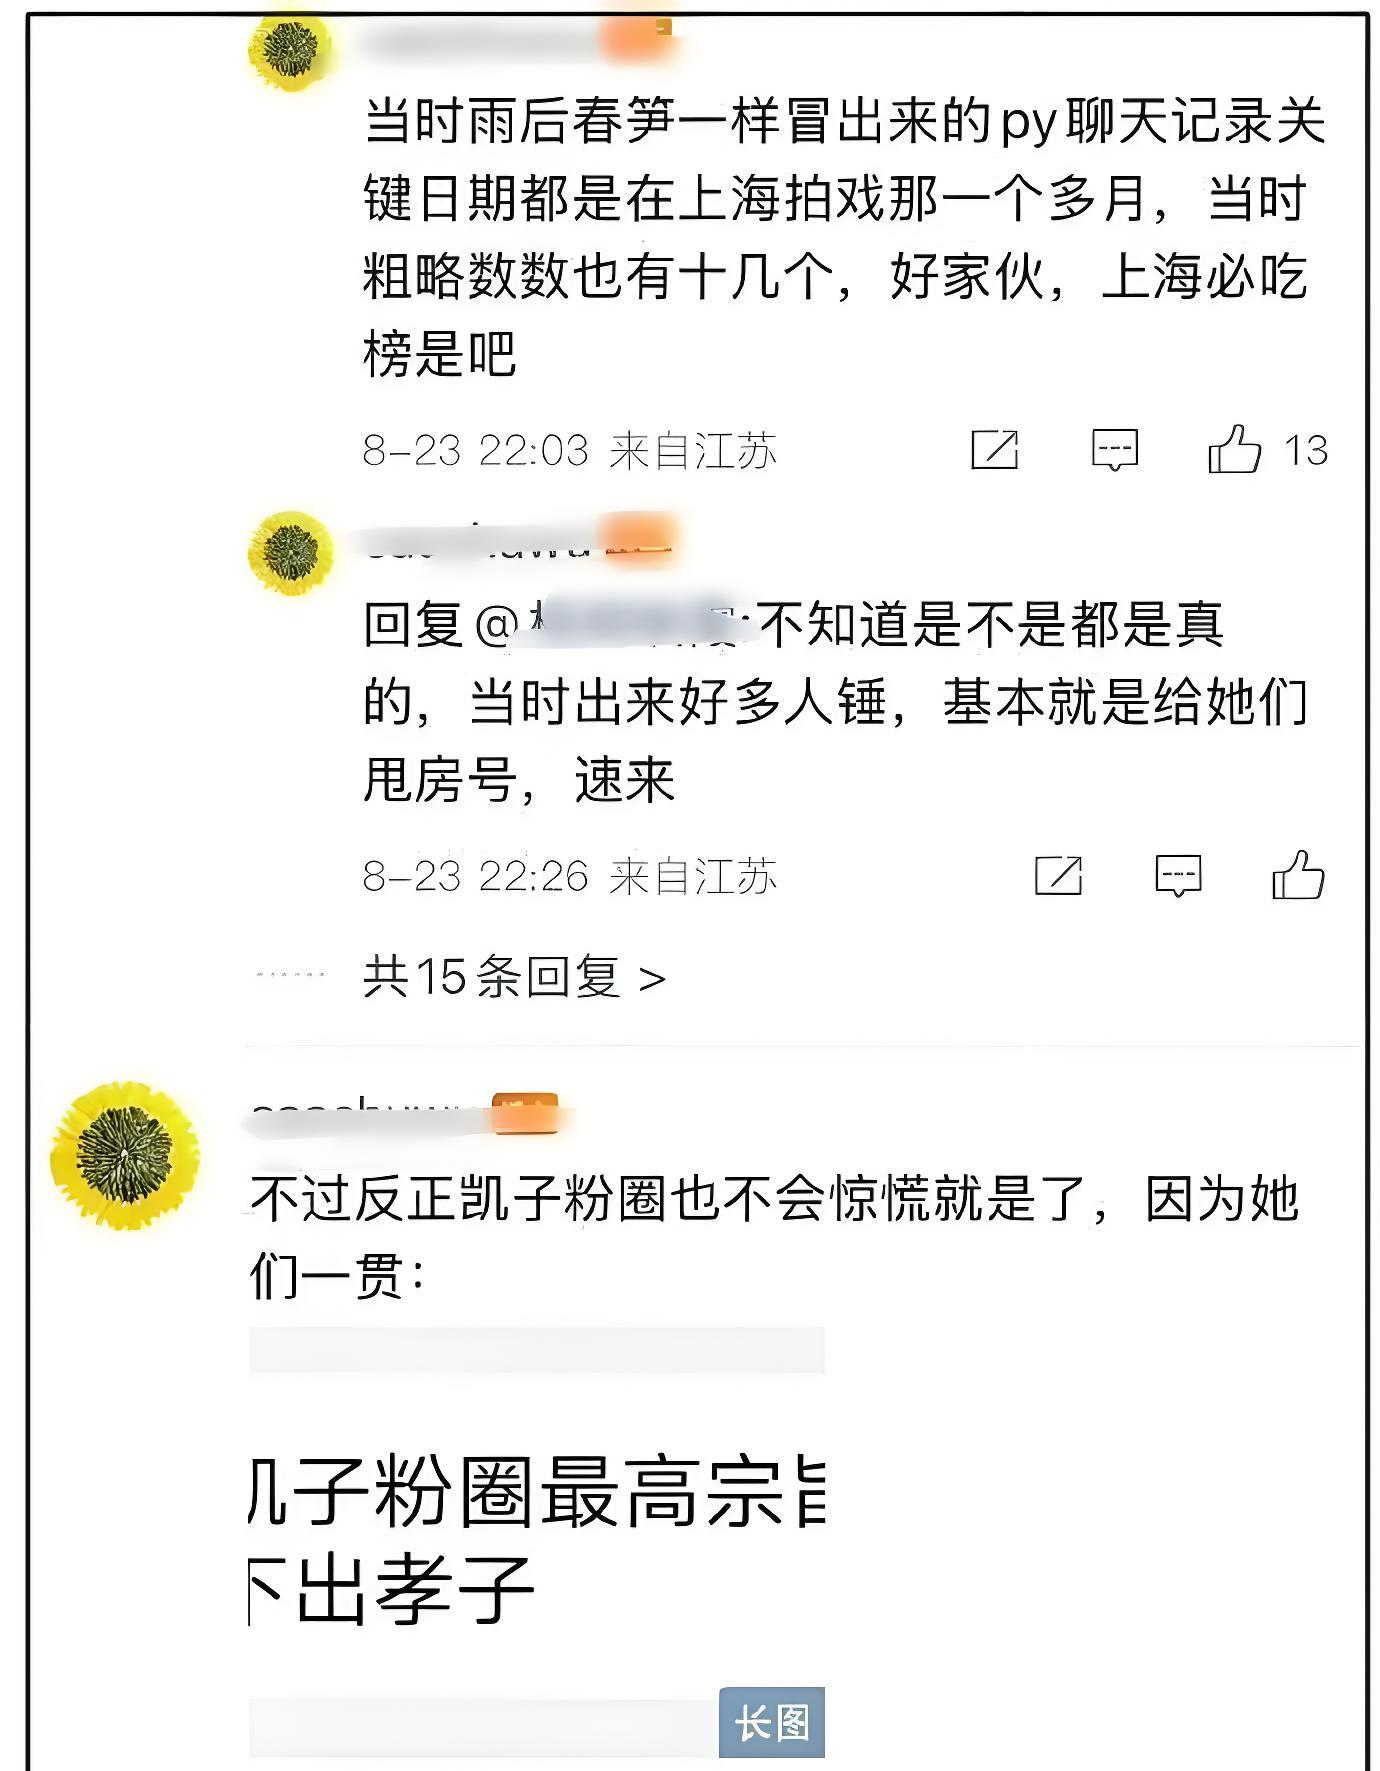 当时雨后春笋一样冒出来的py聊天记录关
键日期都是在上海拍戏那一个多月，当时
粗略数数也有十几个，好家伙，上海必吃
榜是吧
8-23 22:03 来自江苏 13
回复@ :不知道是不是都是真
的，当时出来好多人锤，基本就是给她们
甩房号，速来
8-23 22:26 来自江苏
共15条回复 >
不过反正凯子粉圈也不会惊慌就是了，因为她
们一贯：
子粉圈最高宗旨
下出孝子
长图